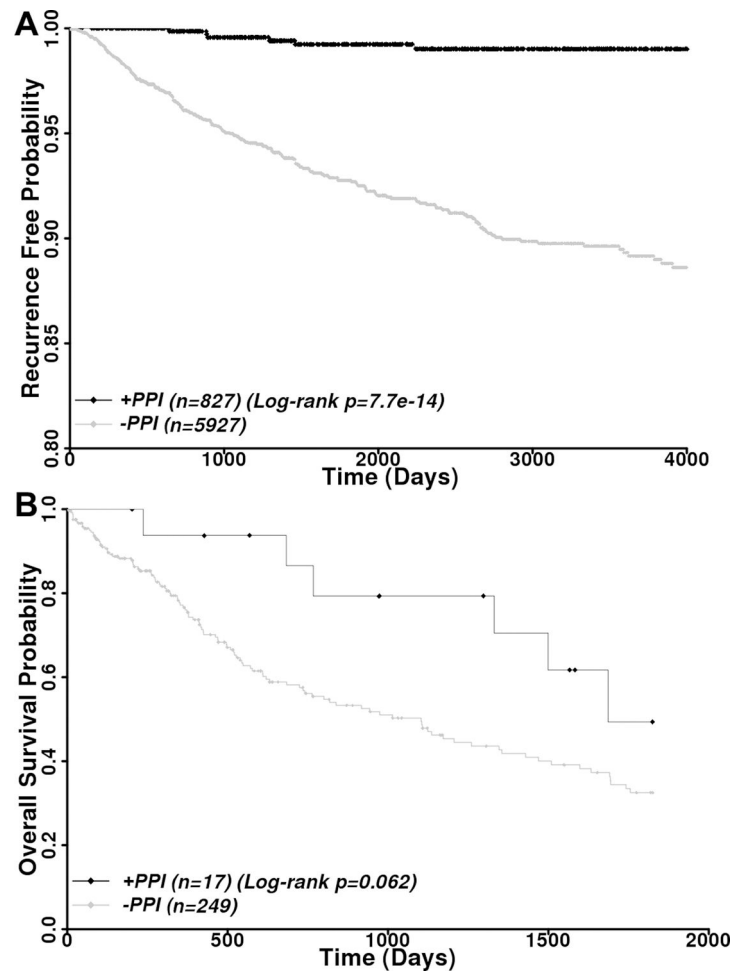 A
Recurrence Free Probability
1.00
0.95
0.90
0.85
0.80
+PPI (n=827) (Log-rank p=7.7e-14)
-PPI (n=5927)
0 1000 2000 3000 4000
Time (Days)
B
Overall Survival Probability
1.0
0.8
0.6
0.4
0.2
0.0
+PPI (n=17) (Log-rank p=0.062)
-PPI (n=249)
0 500 1000 1500 2000
Time (Days)